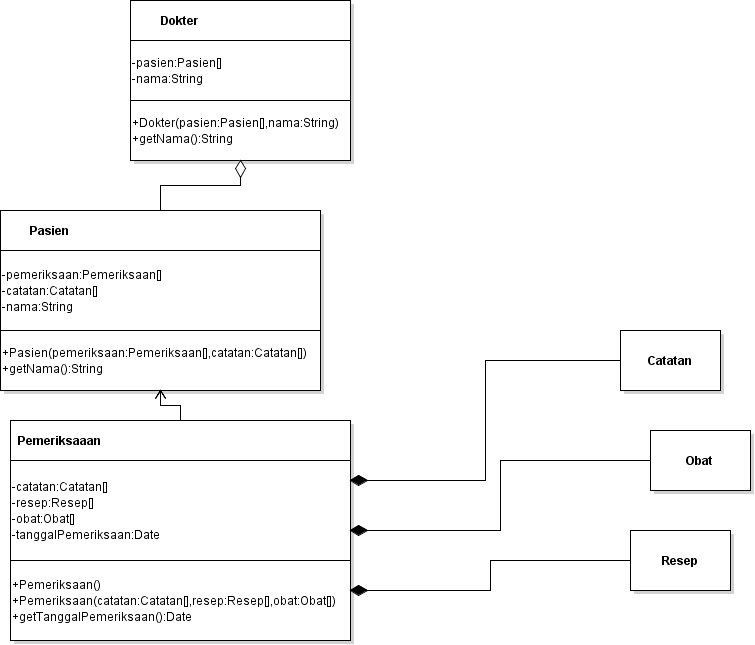 Dokter
-pasien:Pasien[]
-nama:String
+Dokter(pasien:Pasien[],nama:String)
+getNama():String
Pasien
-pemeriksaan:Pemeriksaan[]
-catatan:Catatan[]
-nama:String
+Pasien(pemeriksaan:Pemeriksaan[],catatan:Catatan[])
+getNama():String
Pemeriksaaan
-catatan:Catatan[]
-resep:Resep[]
-obat:Obat[]
-tanggalPemeriksaan:Date
+Pemeriksaan()
+Pemeriksaan(catatan:Catatan[],resep:Resep[],obat:Obat[])
+getTanggalPemeriksaan():Date
Catatan
Obat
Resep